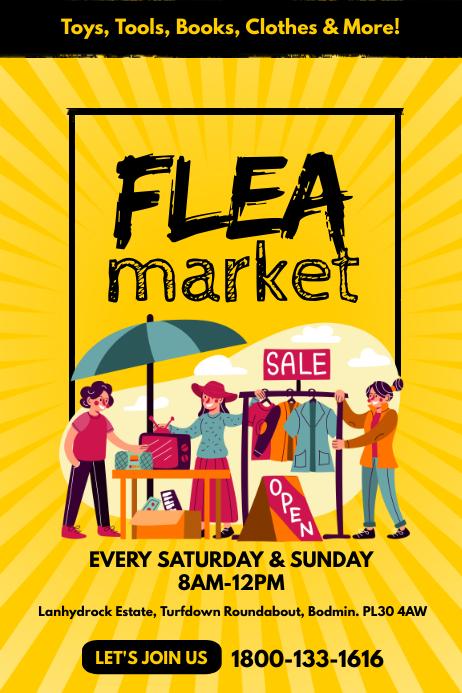 Toys, Tools, Books, Clothes & More!
FLEA
market
SALE
OPEN
EVERY SATURDAY & SUNDAY
8AM-12PM
Lanhydrock Estate, Turfdown Roundabout, Bodmin. PL30 4AW
LET'S JOIN US 1800-133-1616